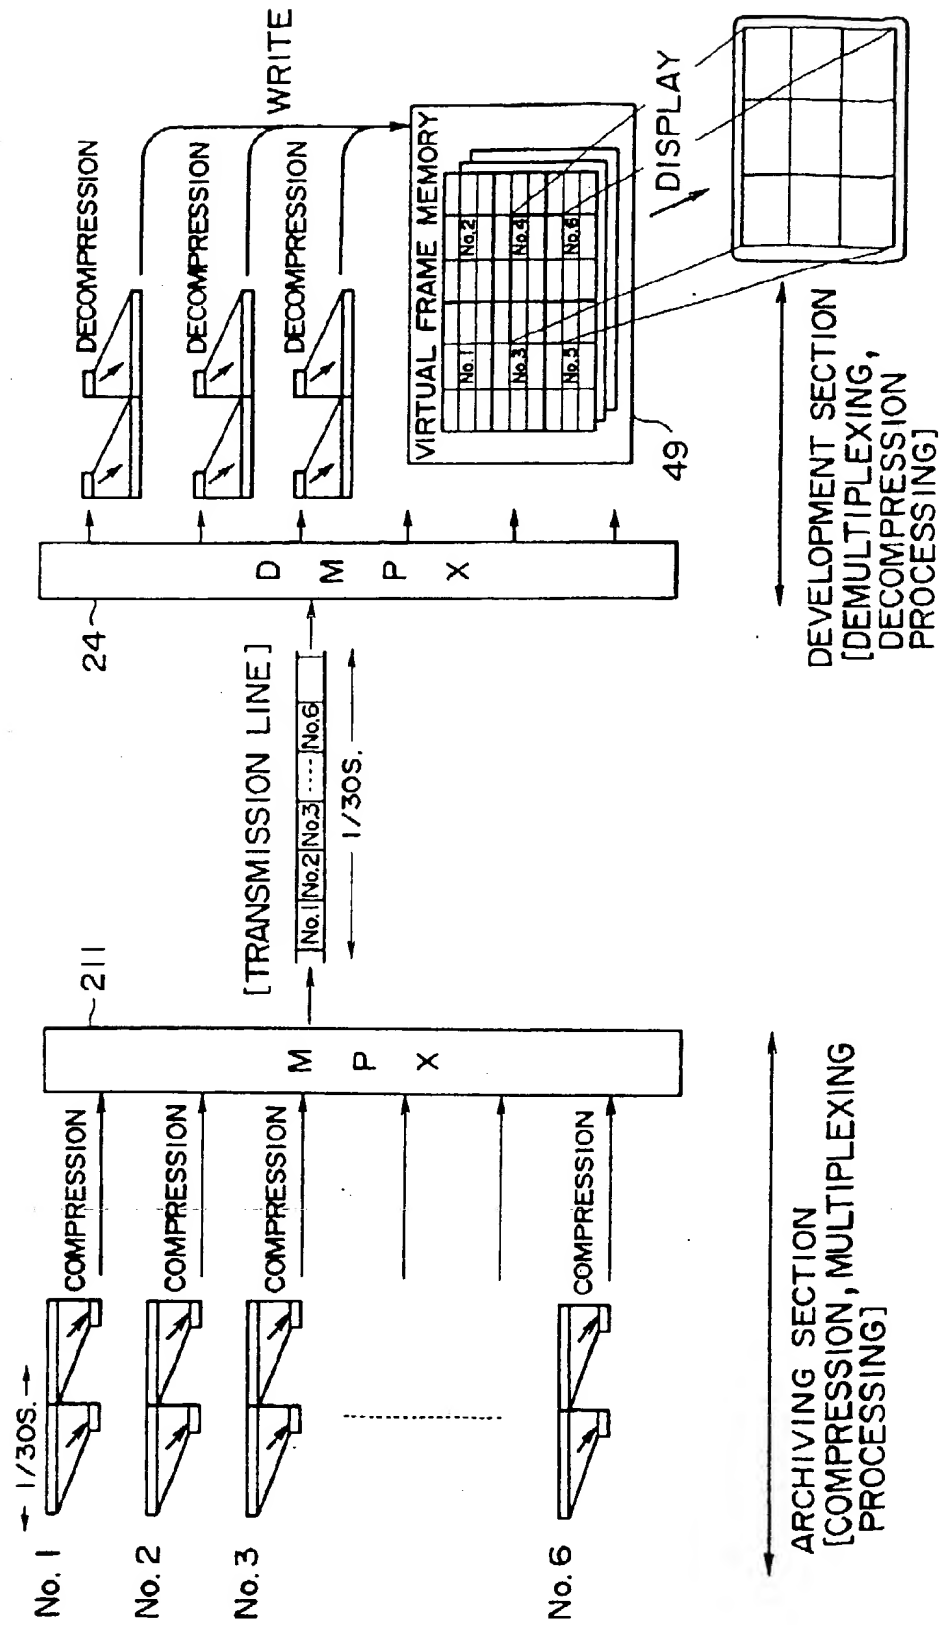 No. 1
No. 2
No. 3
No. 6
1/30S.
COMPRESSION
COMPRESSION
COMPRESSION
COMPRESSION
211
M P X
ARCHIVING SECTION
[COMPRESSION, MULTIPLEXING
PROCESSING]
[TRANSMISSION LINE]
No.1 No.2 No.3 ---- No.6
1/30S.
24
D M P X
DECOMPRESSION
DECOMPRESSION
DECOMPRESSION
WRITE
VIRTUAL FRAME MEMORY
No.1 No.2
No.3 No.4
No.5 No.6
49
DISPLAY
DEVELOPMENT SECTION
[DEMULTIPLEXING,
DECOMPRESSION
PROCESSING]